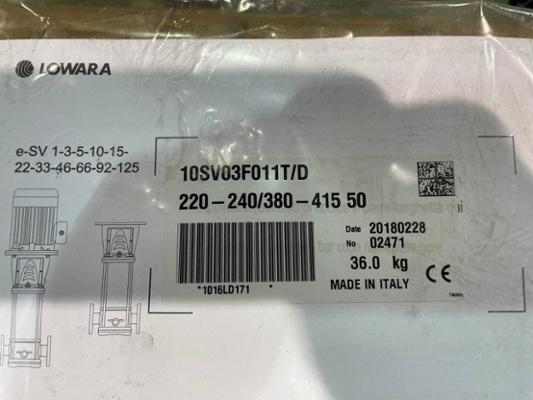 LOWARA
e-SV 1-3-5-10-15-
22-33-46-66-92-125
10SV03F011T/D
220-240/380-415 50
Date 20180228
No 02471
36.0 kg
*1016LD171 *
MADE IN ITALY CE